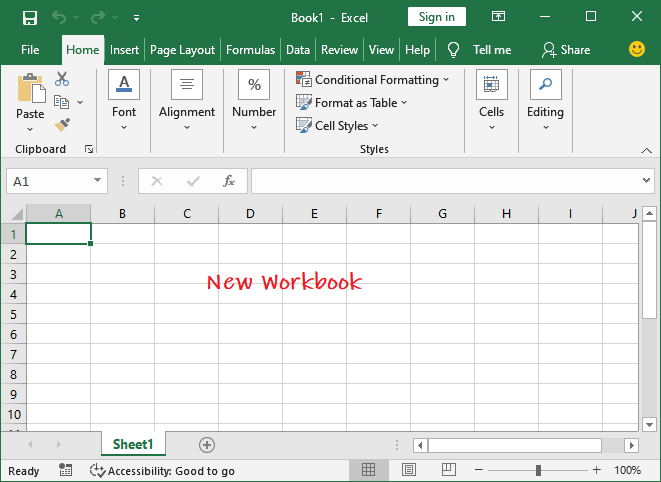 Book1 - Excel
Sign in
File Home Insert Page Layout Formulas Data Review View Help Tell me Share
Paste
Clipboard
Font
Alignment
%
Number
Conditional Formatting
Format as Table
Cell Styles
Styles
Cells
Editing
A1
fx
A B C D E F G H I J
1
2
3
4
5
6
7
8
9
10
New Workbook
Sheet1
Ready
Accessibility: Good to go
100%